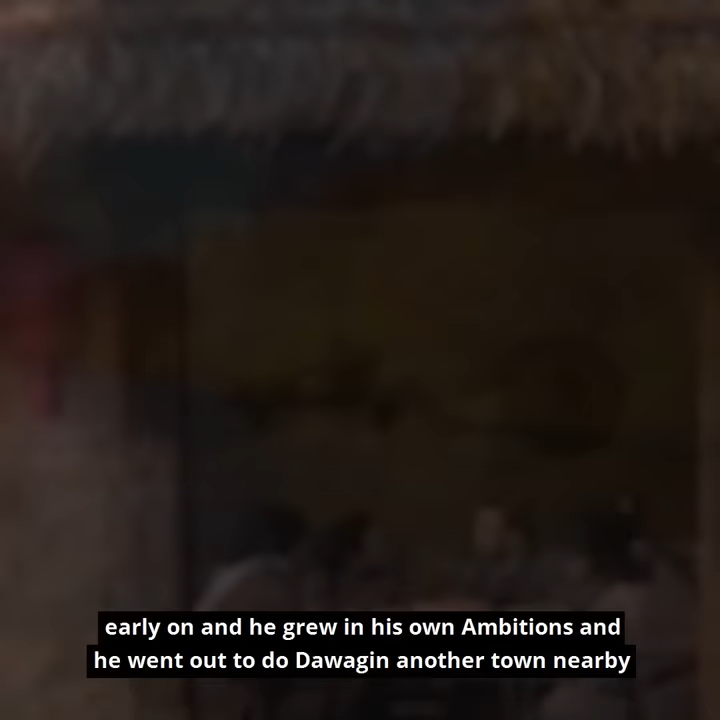 early on and he grew in his own Ambitions and
he went out to do Dawagin another town nearby